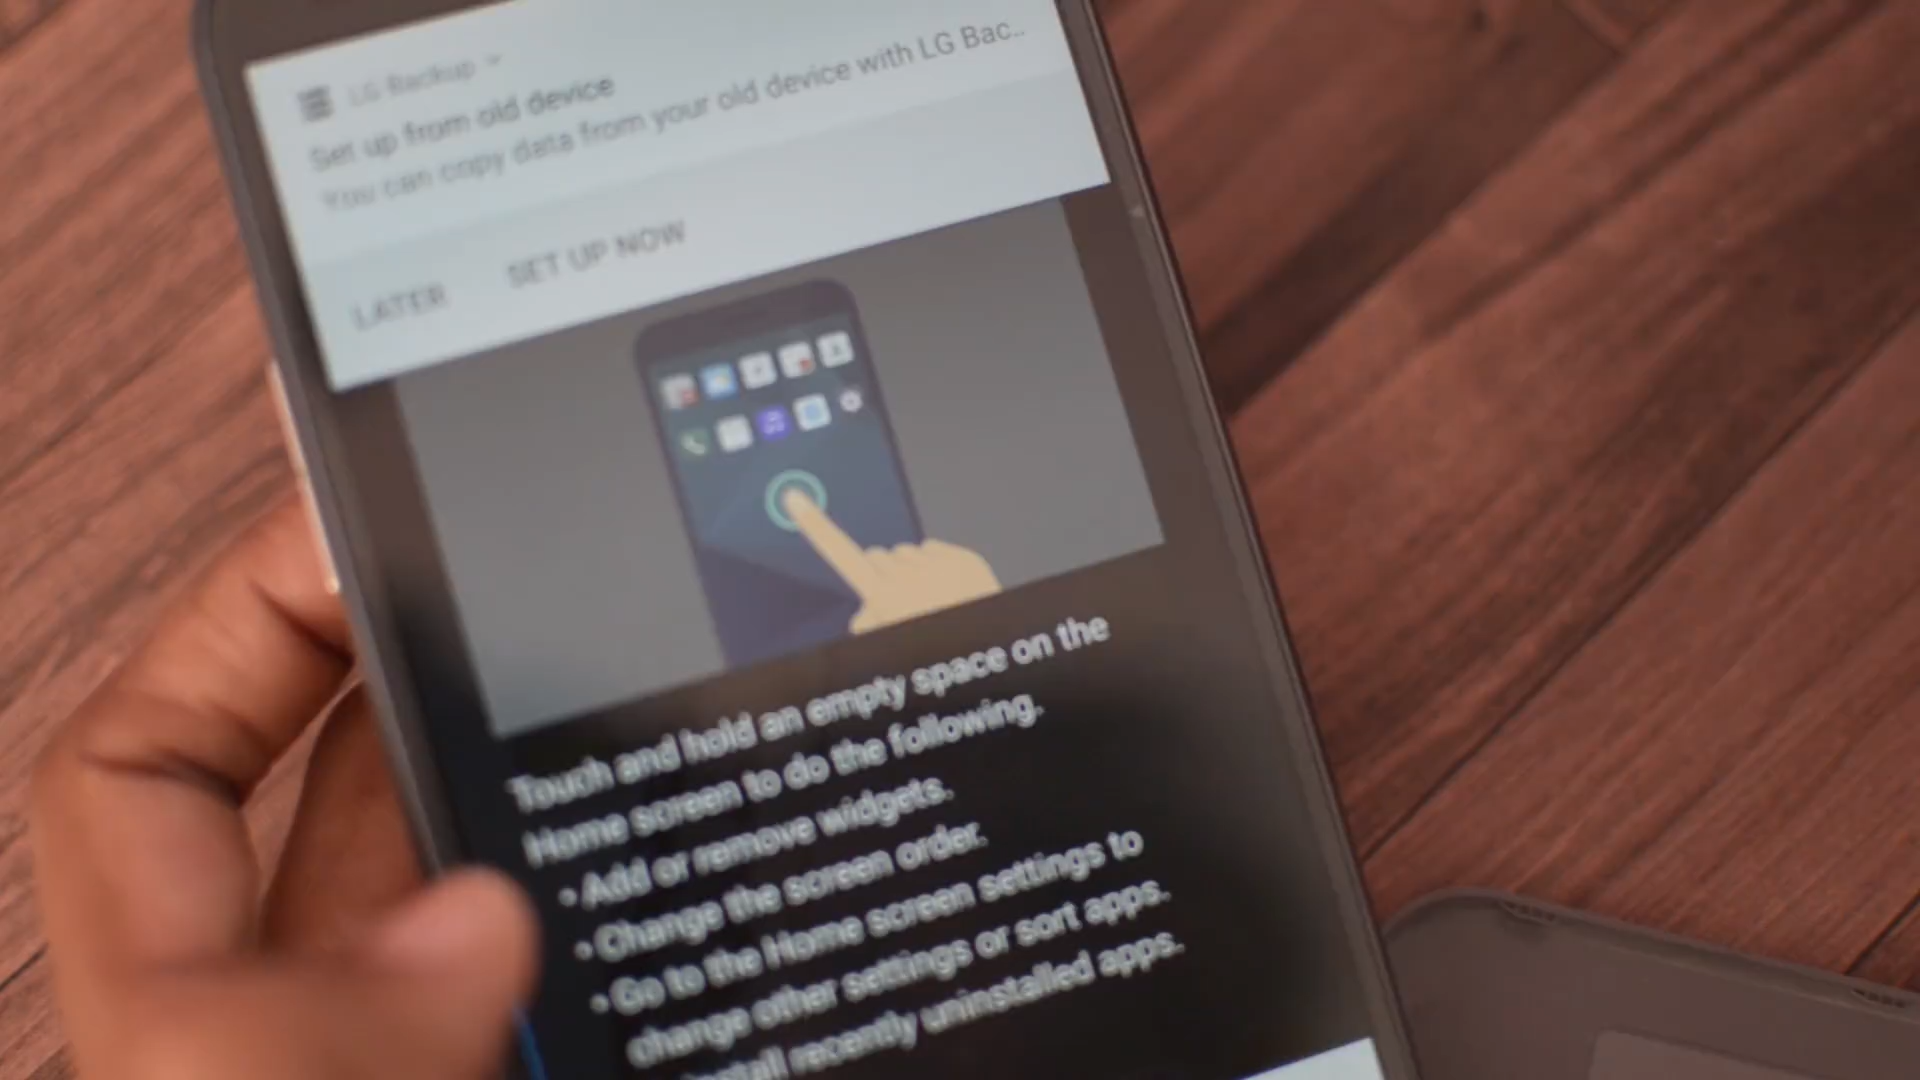 LG Backup
Set up from old device
You can copy data from your old device with LG Bac...
LATER SET UP NOW
Touch and hold an empty space on the
Home screen to do the following.
• Add or remove widgets.
• Change the screen order.
• Go to the Home screen settings to
change other settings or sort apps.
recently uninstalled apps.